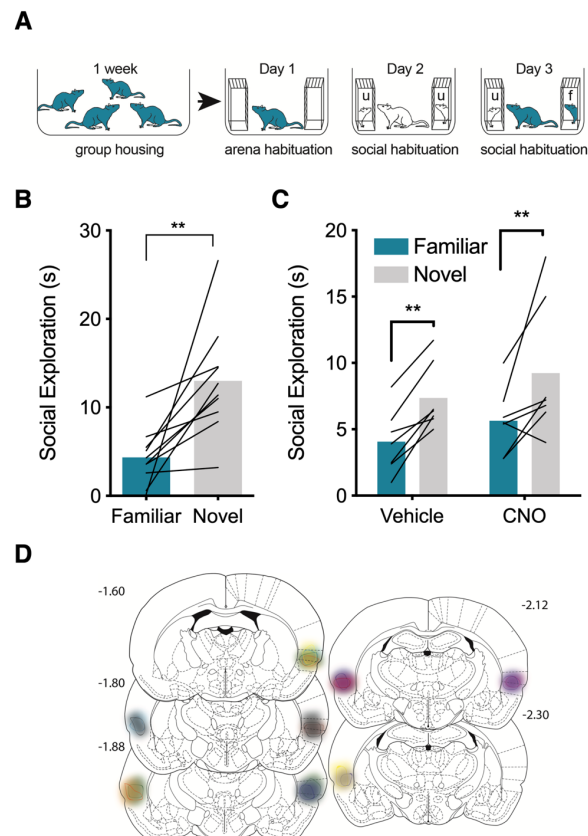 A
1 week
Day 1
Day 2
Day 3
u
u
u
f
group housing
arena habituation
social habituation
social habituation
B
**
30
20
10
0
Social Exploration (s)
Familiar
Novel
C
**
**
Familiar
Novel
20
15
10
5
0
Social Exploration (s)
Vehicle
CNO
D
-1.60
-1.80
-1.88
-2.12
-2.30